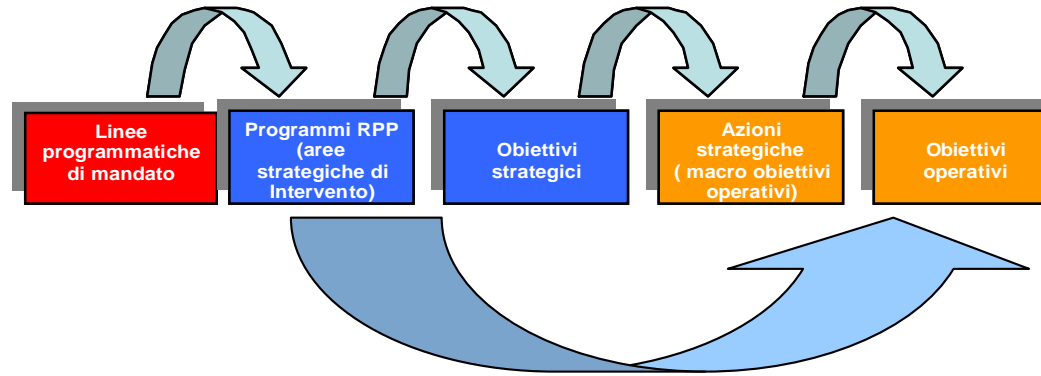 Linee
programmatiche
di mandato
Programmi RPP
(aree
strategiche di
Intervento)
Obiettivi
strategici
Azioni
strategiche
( macro obiettivi
operativi)
Obiettivi
operativi